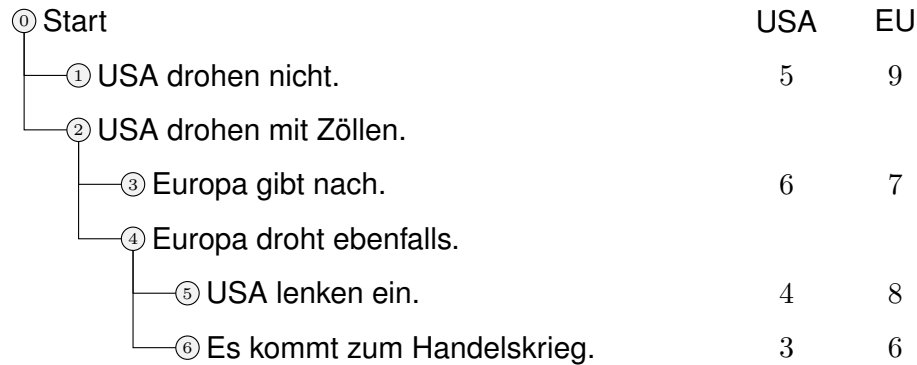 0 Start USA EU
1 USA drohen nicht. 5 9
2 USA drohen mit Zöllen.
3 Europa gibt nach. 6 7
4 Europa droht ebenfalls.
5 USA lenken ein. 4 8
6 Es kommt zum Handelskrieg. 3 6